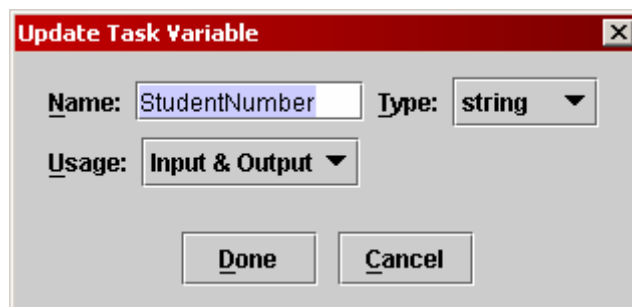 Update Task Variable
Name: StudentNumber Type: string
Usage: Input & Output
Done Cancel